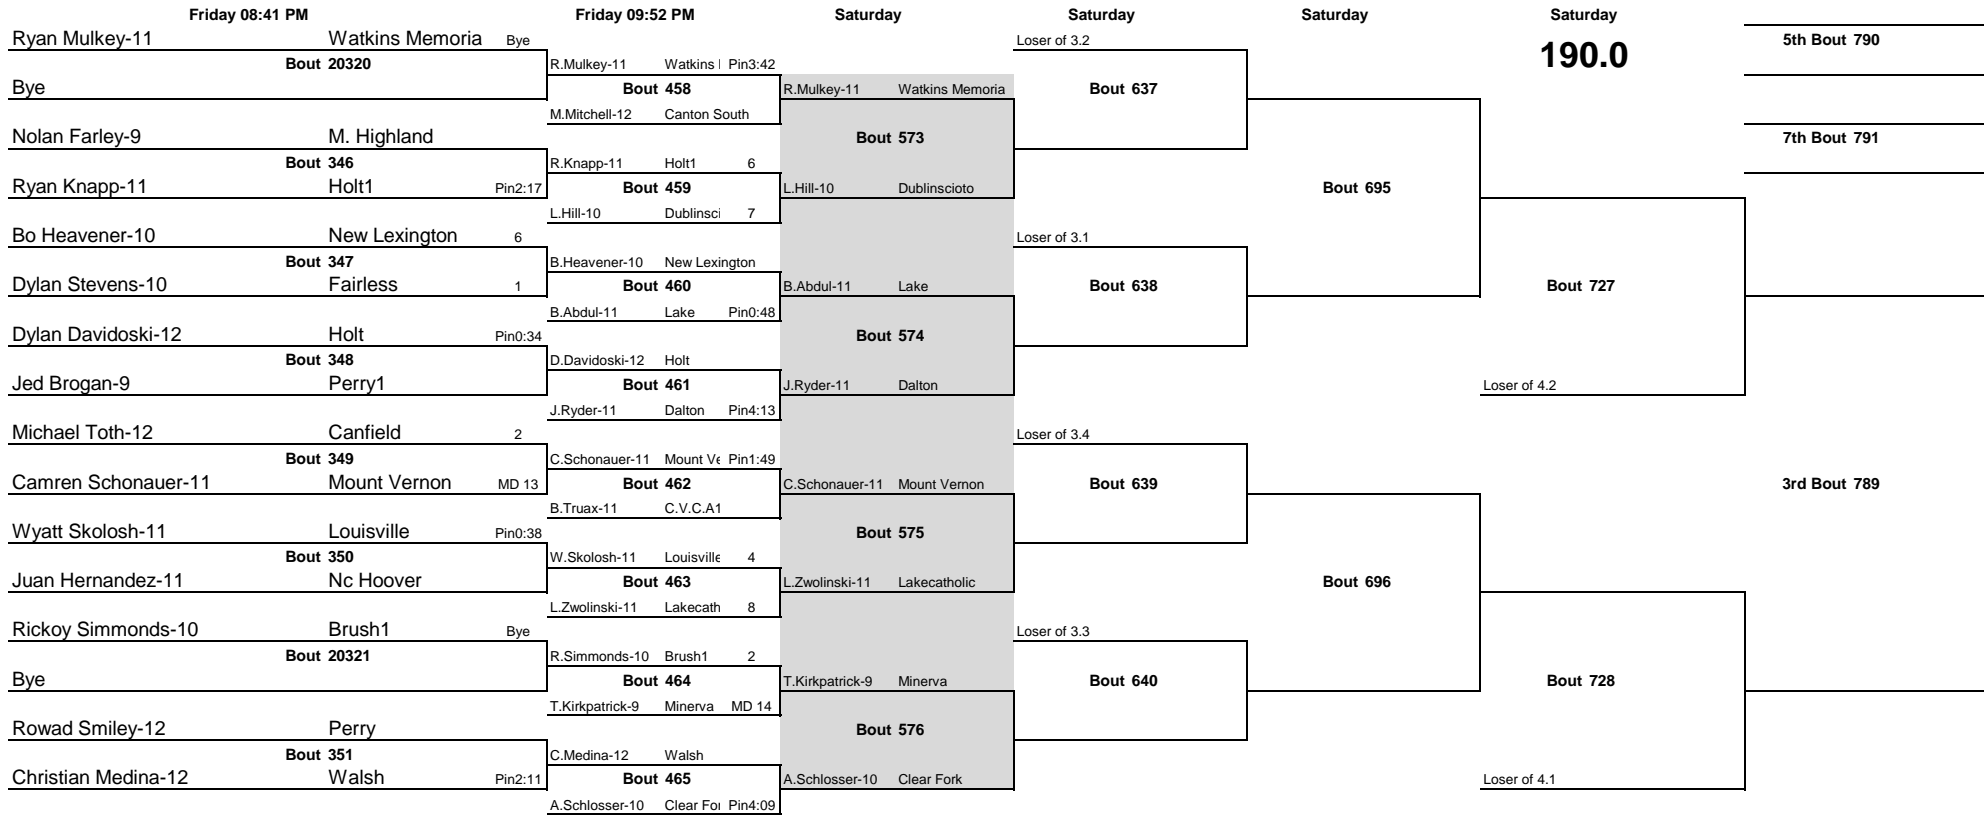 Friday 08:41 PM Friday 09:52 PM Saturday Saturday Saturday Saturday
Ryan Mulkey-11 Watkins Memoria Bye Loser of 3.2 190.0 5th Bout 790
Bout 20320 R.Mulkey-11 Watkins Pin3:42
Bye Bout 458 R.Mulkey-11 Watkins Memoria Bout 637
M.Mitchell-12 Canton South
Nolan Farley-9 M. Highland Bout 573 7th Bout 791
Bout 346 R.Knapp-11 Holt1 6
Ryan Knapp-11 Holt1 Pin2:17 Bout 459 L.Hill-10 Dublinscioto Bout 695
L.Hill-10 Dublinsci 7
Bo Heavener-10 New Lexington 6 Loser of 3.1
Bout 347 B.Heavener-10 New Lexington
Dylan Stevens-10 Fairless 1 Bout 460 B.Abdul-11 Lake Bout 638 Bout 727
B.Abdul-11 Lake Pin0:48
Dylan Davidoski-12 Holt Pin0:34 Bout 574
Bout 348 D.Davidoski-12 Holt
Jed Brogan-9 Perry1 Bout 461 J.Ryder-11 Dalton Loser of 4.2
J.Ryder-11 Dalton Pin4:13
Michael Toth-12 Canfield 2 Loser of 3.4
Bout 349 C.Schonauer-11 Mount Ve Pin1:49
Camren Schonauer-11 Mount Vernon MD 13 Bout 462 C.Schonauer-11 Mount Vernon Bout 639 3rd Bout 789
B.Truax-11 C.V.C.A1
Wyatt Skolosh-11 Louisville Pin0:38 Bout 575
Bout 350 W.Skolosh-11 Louisville 4
Juan Hernandez-11 Nc Hoover Bout 463 L.Zwolinski-11 Lakecatholic Bout 696
L.Zwolinski-11 Lakecath 8
Rickoy Simmonds-10 Brush1 Bye Loser of 3.3
Bout 20321 R.Simmonds-10 Brush1 2
Bye Bout 464 T.Kirkpatrick-9 Minerva Bout 640 Bout 728
T.Kirkpatrick-9 Minerva MD 14
Rowad Smiley-12 Perry Bout 576
Bout 351 C.Medina-12 Walsh
Christian Medina-12 Walsh Pin2:11 Bout 465 A.Schlosser-10 Clear Fork Loser of 4.1
A.Schlosser-10 Clear For Pin4:09